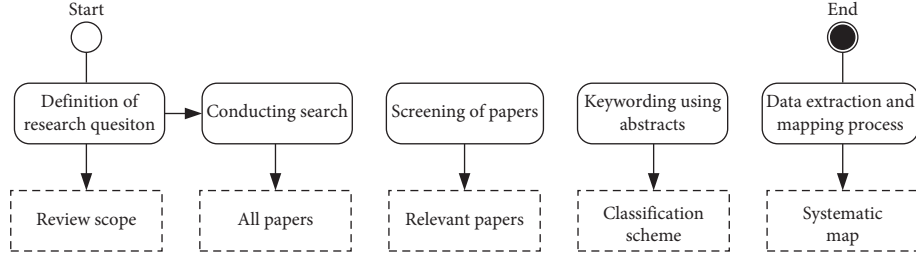 Start
End
Definition of
research quesiton
Conducting search
Screening of papers
Keywording using
abstracts
Data extraction and
mapping process
Review scope
All papers
Relevant papers
Classification
scheme
Systematic
map